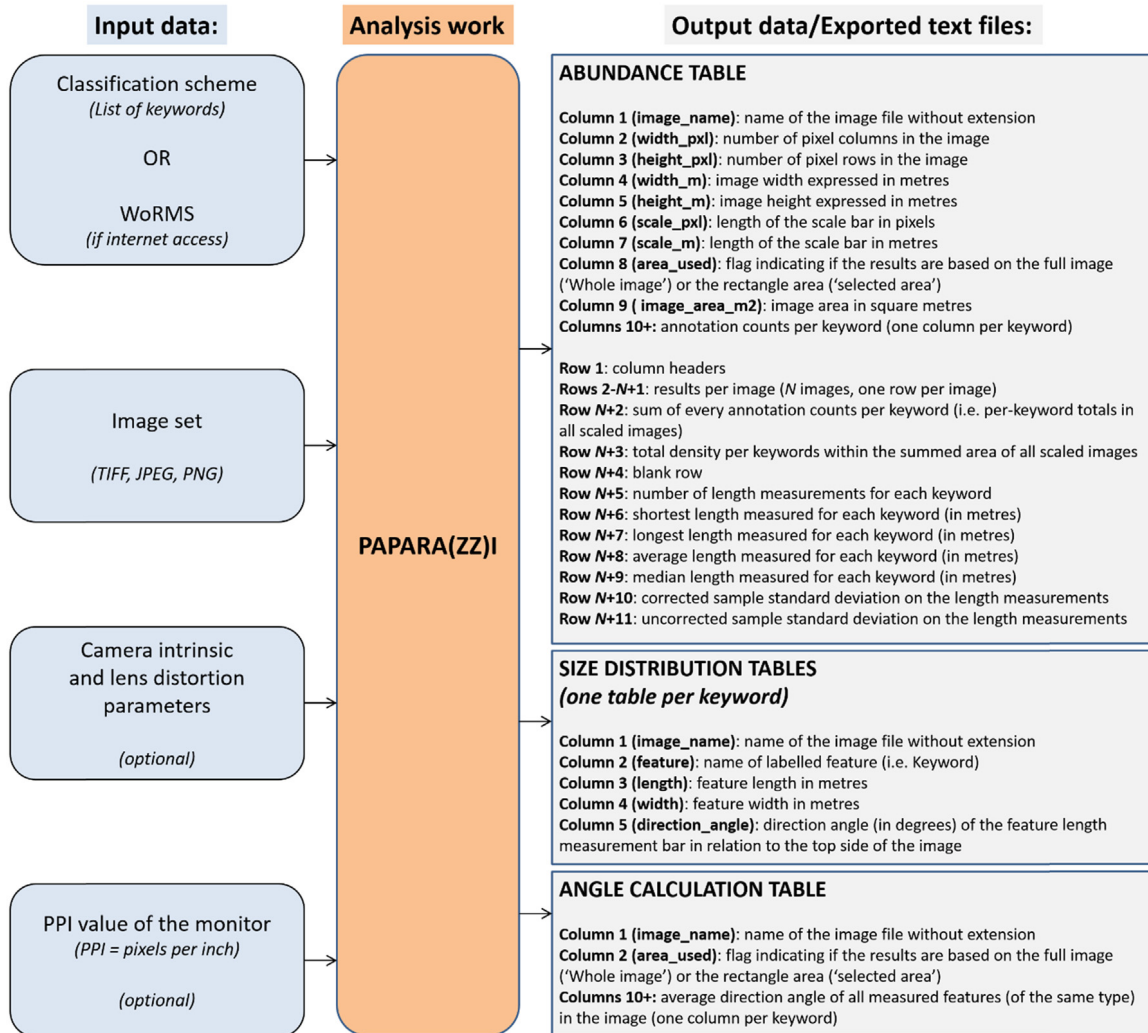 Input data:
Analysis work
Output data/Exported text files:
Classification scheme
(List of keywords)
OR
WoRMS
(if internet access)
Image set
(TIFF, JPEG, PNG)
Camera intrinsic
and lens distortion
parameters
(optional)
PPI value of the monitor
(PPI = pixels per inch)
(optional)
PAPARA(ZZ)I
ABUNDANCE TABLE
Column 1 (image_name): name of the image file without extension
Column 2 (width_pxl): number of pixel columns in the image
Column 3 (height_pxl): number of pixel rows in the image
Column 4 (width_m): image width expressed in metres
Column 5 (height_m): image height expressed in metres
Column 6 (scale_pxl): length of the scale bar in pixels
Column 7 (scale_m): length of the scale bar in metres
Column 8 (area_used): flag indicating if the results are based on the full image
(‘Whole image’) or the rectangle area (‘selected area’)
Column 9 ( image_area_m2): image area in square metres
Columns 10+: annotation counts per keyword (one column per keyword)
Row 1: column headers
Rows 2-N+1: results per image (N images, one row per image)
Row N+2: sum of every annotation counts per keyword (i.e. per-keyword totals in
all scaled images)
Row N+3: total density per keywords within the summed area of all scaled images
Row N+4: blank row
Row N+5: number of length measurements for each keyword
Row N+6: shortest length measured for each keyword (in metres)
Row N+7: longest length measured for each keyword (in metres)
Row N+8: average length measured for each keyword (in metres)
Row N+9: median length measured for each keyword (in metres)
Row N+10: corrected sample standard deviation on the length measurements
Row N+11: uncorrected sample standard deviation on the length measurements
SIZE DISTRIBUTION TABLES
(one table per keyword)
Column 1 (image_name): name of the image file without extension
Column 2 (feature): name of labelled feature (i.e. Keyword)
Column 3 (length): feature length in metres
Column 4 (width): feature width in metres
Column 5 (direction_angle): direction angle (in degrees) of the feature length
measurement bar in relation to the top side of the image
ANGLE CALCULATION TABLE
Column 1 (image_name): name of the image file without extension
Column 2 (area_used): flag indicating if the results are based on the full image
(‘Whole image’) or the rectangle area (‘selected area’)
Columns 10+: average direction angle of all measured features (of the same type)
in the image (one column per keyword)